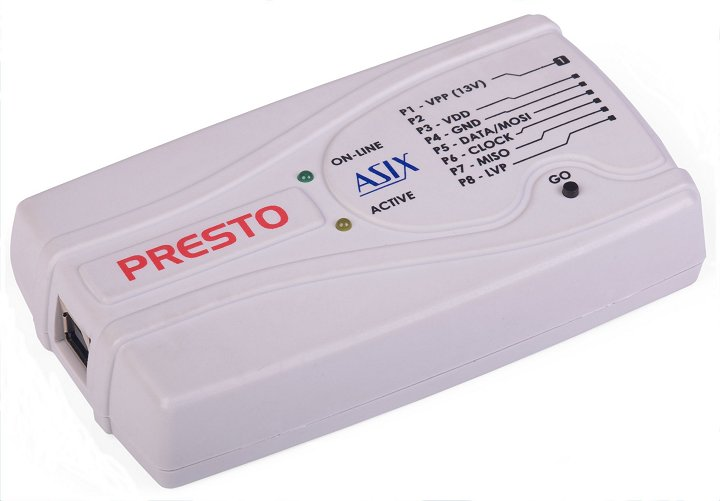 1
P1 - VPP (13V)
P2
P3 - VDD
P4 - GND
P5 - DATA/MOSI
P6 - CLOCK
P7 - MISO
P8 - LVP
ON-LINE
ASIX
ACTIVE
GO
PRESTO